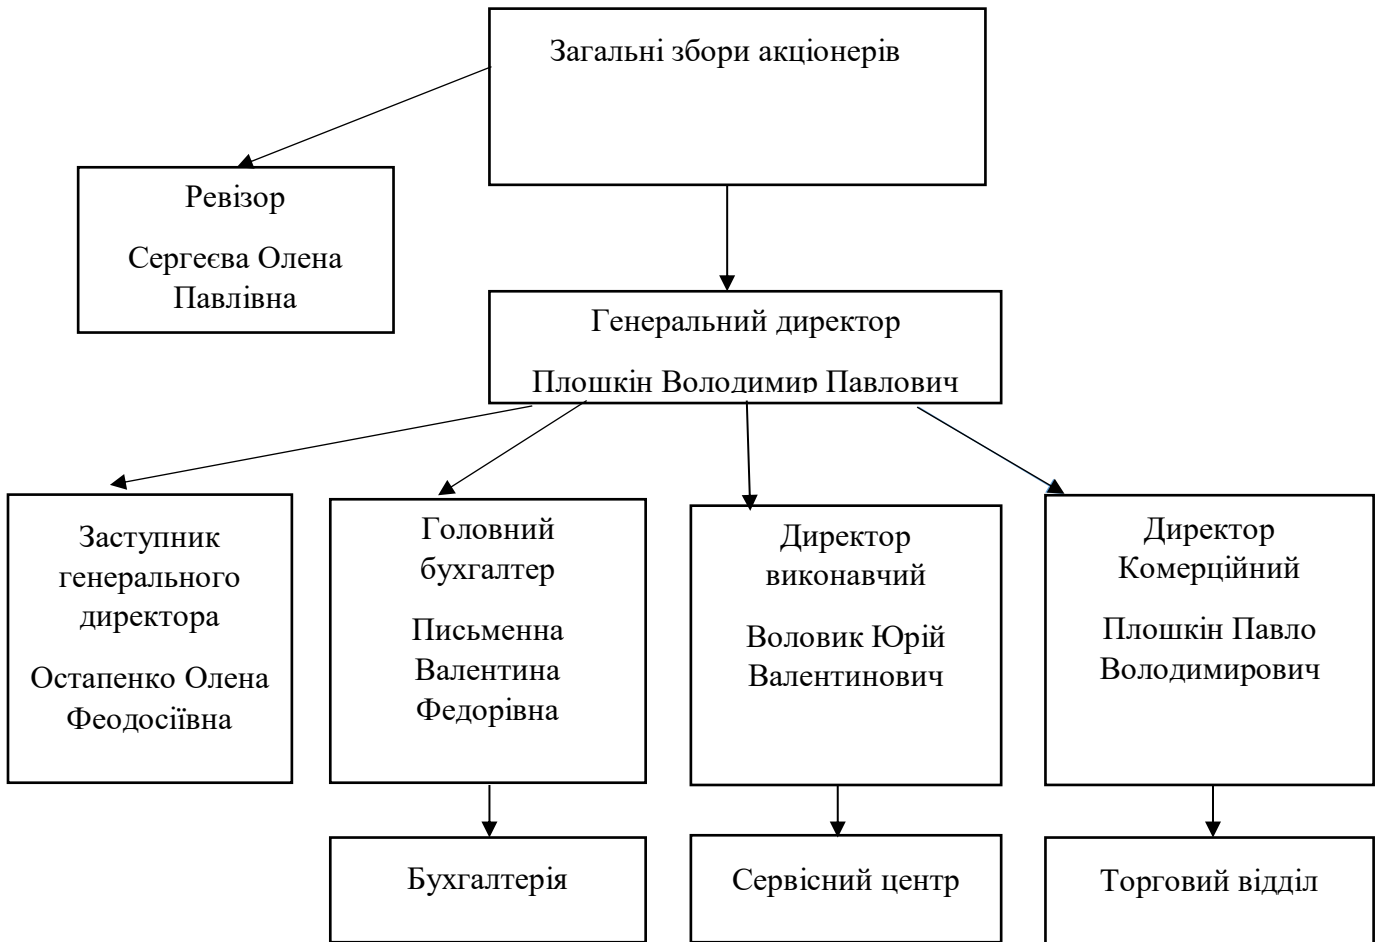 Загальні збори акціонерів
Ревізор
Сергеєва Олена
Павлівна
Генеральний директор
Плошкін Володимир Павлович
Заступник
генерального
директора
Остапенко Олена
Феодосіївна
Головний
бухгалтер
Письменна
Валентина
Федорівна
Директор
виконавчий
Воловик Юрій
Валентинович
Директор
Комерційний
Плошкін Павло
Володимирович
Бухгалтерія
Сервісний центр
Торговий відділ